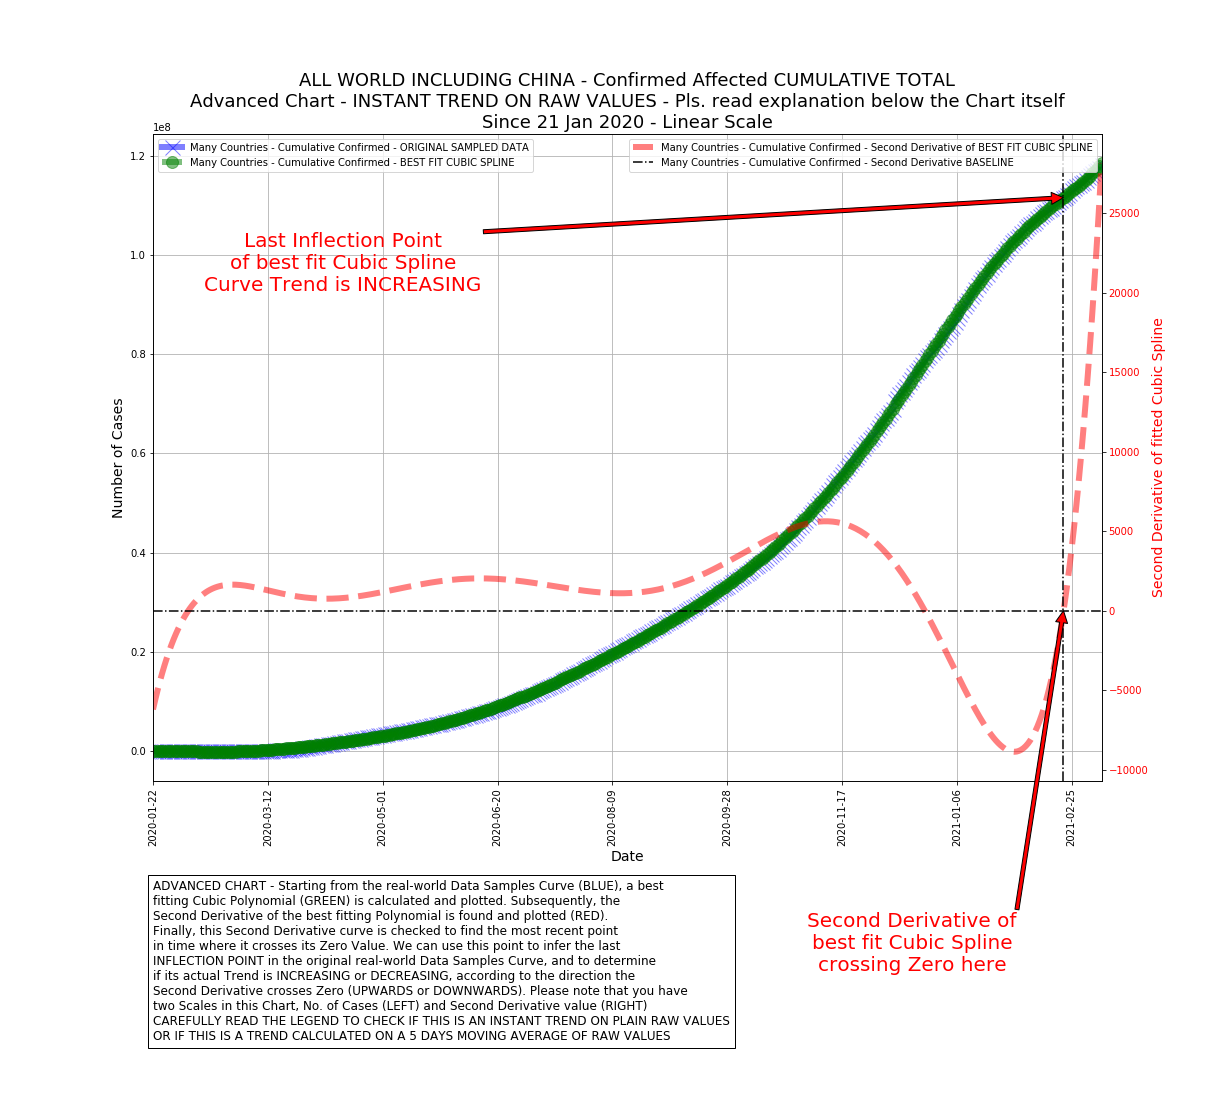 ALL WORLD INCLUDING CHINA - Confirmed Affected CUMULATIVE TOTAL
Advanced Chart - INSTANT TREND ON RAW VALUES - Pls. read explanation below the Chart itself
Since 21 Jan 2020 - Linear Scale
1e8
Many Countries - Cumulative Confirmed - ORIGINAL SAMPLED DATA
Many Countries - Cumulative Confirmed - BEST FIT CUBIC SPLINE
Many Countries - Cumulative Confirmed - Second Derivative of BEST FIT CUBIC SPLINE
Many Countries - Cumulative Confirmed - Second Derivative BASELINE
Last Inflection Point
of best fit Cubic Spline
Curve Trend is INCREASING
Number of Cases
1.2
1.0
0.8
0.6
0.4
0.2
0.0
25000
20000
15000
10000
5000
0
−5000
−10000
Second Derivative of fitted Cubic Spline
2020-01-22
2020-03-12
2020-05-01
2020-06-20
2020-08-09
2020-09-28
2020-11-17
2021-01-06
2021-02-25
Date
ADVANCED CHART - Starting from the real-world Data Samples Curve (BLUE), a best
fitting Cubic Polynomial (GREEN) is calculated and plotted. Subsequently, the
Second Derivative of the best fitting Polynomial is found and plotted (RED).
Finally, this Second Derivative curve is checked to find the most recent point
in time where it crosses its Zero Value. We can use this point to infer the last
INFLECTION POINT in the original real-world Data Samples Curve, and to determine
if its actual Trend is INCREASING or DECREASING, according to the direction the
Second Derivative crosses Zero (UPWARDS or DOWNWARDS). Please note that you have
two Scales in this Chart, No. of Cases (LEFT) and Second Derivative value (RIGHT)
CAREFULLY READ THE LEGEND TO CHECK IF THIS IS AN INSTANT TREND ON PLAIN RAW VALUES
OR IF THIS IS A TREND CALCULATED ON A 5 DAYS MOVING AVERAGE OF RAW VALUES
Second Derivative of
best fit Cubic Spline
crossing Zero here